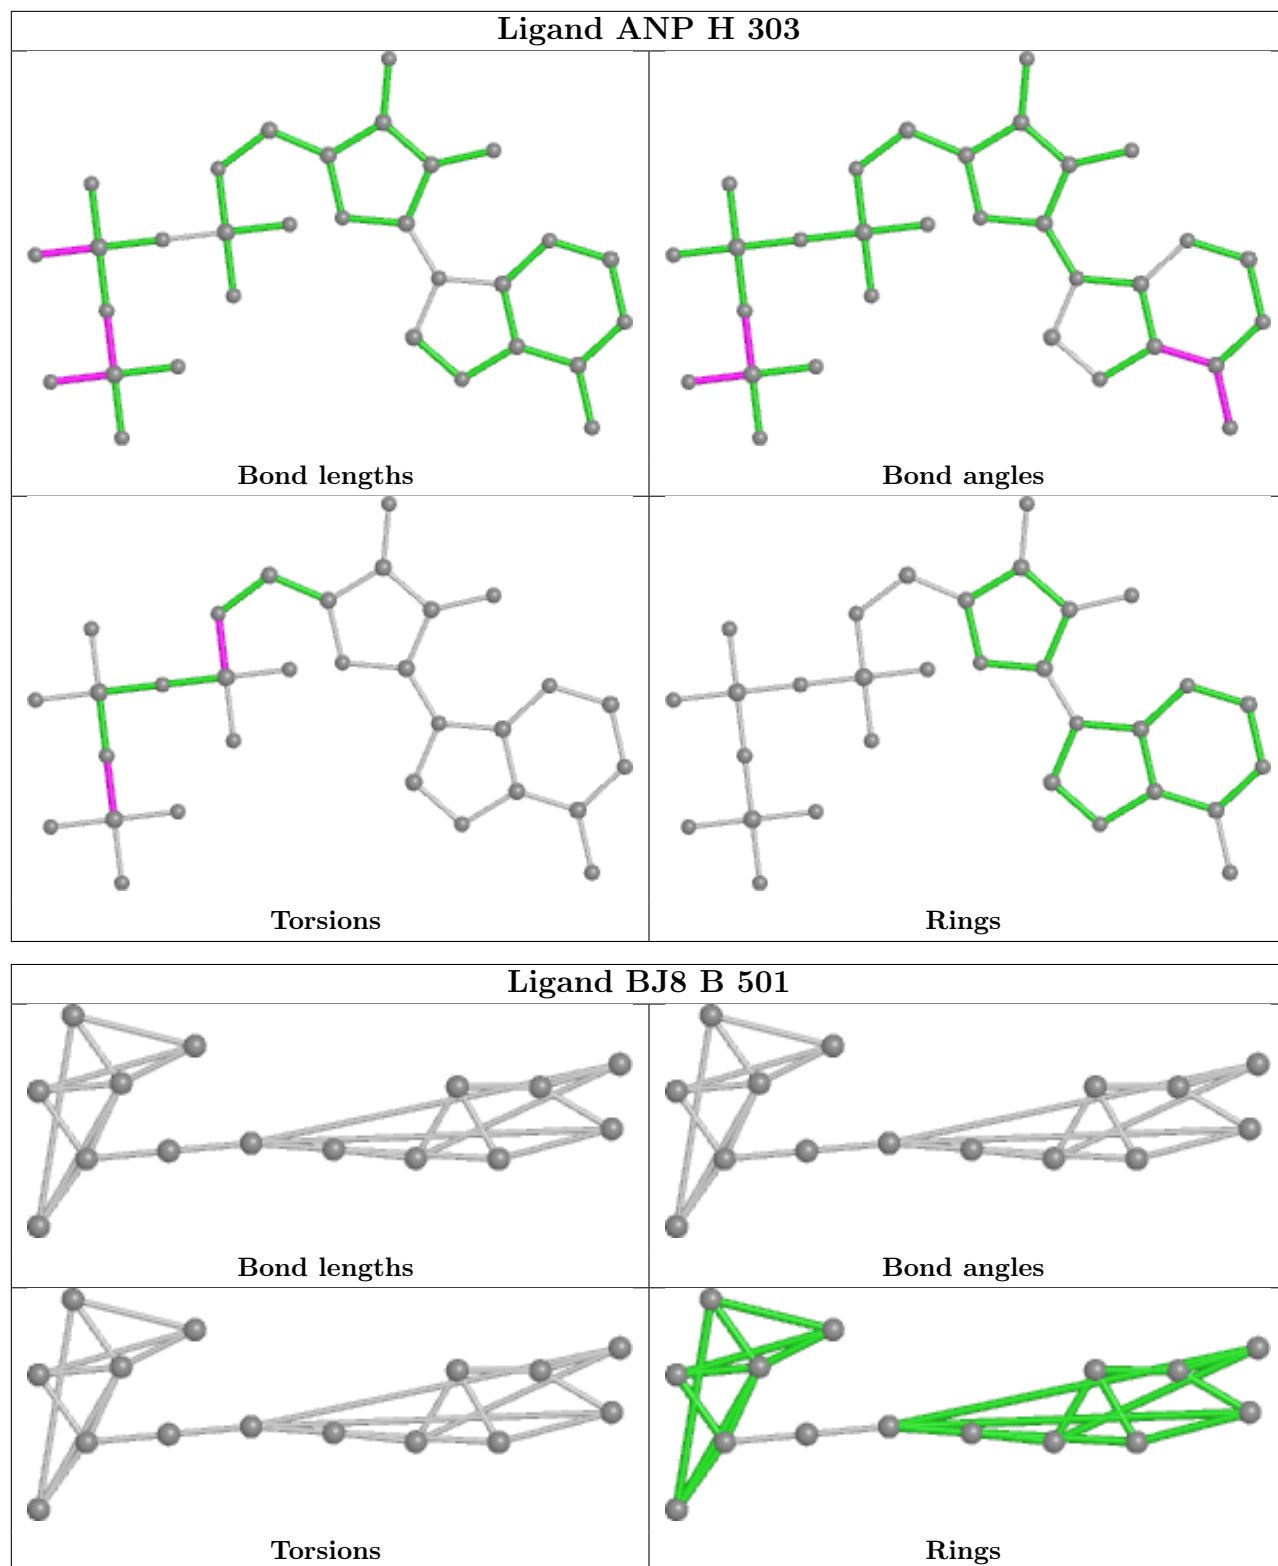 Ligand ANP H 303
Bond lengths
Bond angles
Torsions
Rings
Ligand BJ8 B 501
Bond lengths
Bond angles
Torsions
Rings